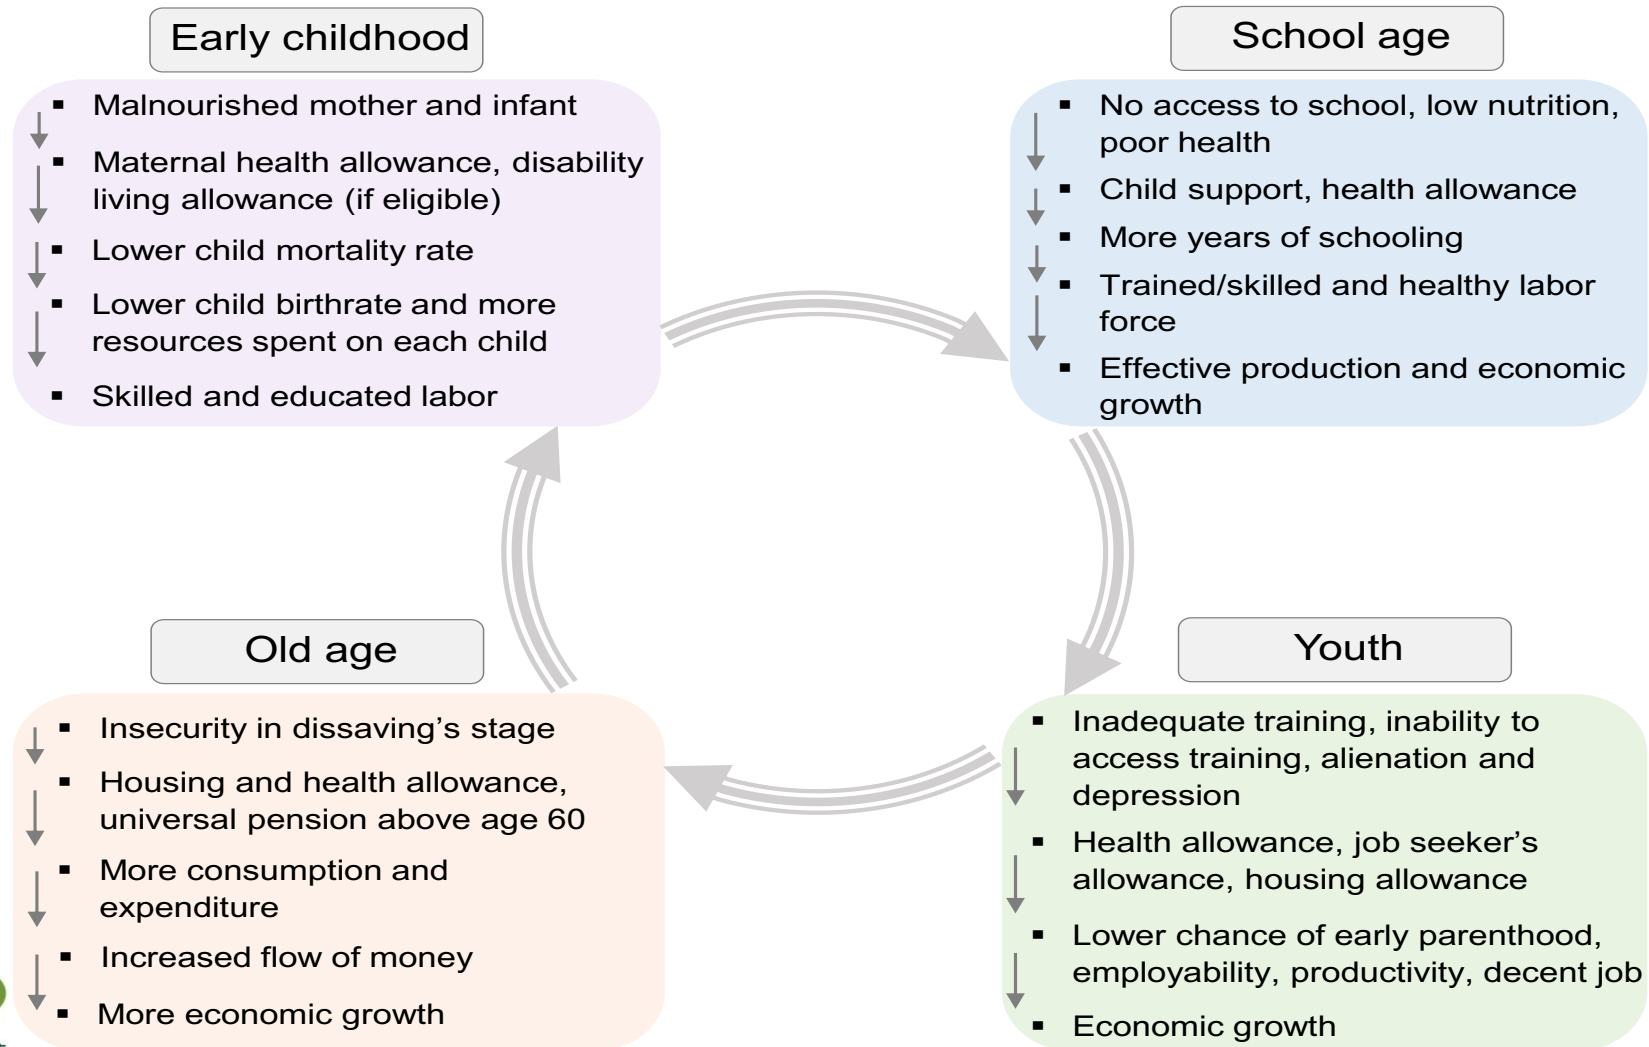 Early childhood
▪ Malnourished mother and infant
▪ Maternal health allowance, disability
living allowance (if eligible)
▪ Lower child mortality rate
▪ Lower child birthrate and more
resources spent on each child
▪ Skilled and educated labor
School age
▪ No access to school, low nutrition,
poor health
▪ Child support, health allowance
▪ More years of schooling
▪ Trained/skilled and healthy labor
force
▪ Effective production and economic
growth
Old age
▪ Insecurity in dissaving’s stage
▪ Housing and health allowance,
universal pension above age 60
▪ More consumption and
expenditure
▪ Increased flow of money
▪ More economic growth
Youth
▪ Inadequate training, inability to
access training, alienation and
depression
▪ Health allowance, job seeker’s
allowance, housing allowance
▪ Lower chance of early parenthood,
employability, productivity, decent job
▪ Economic growth